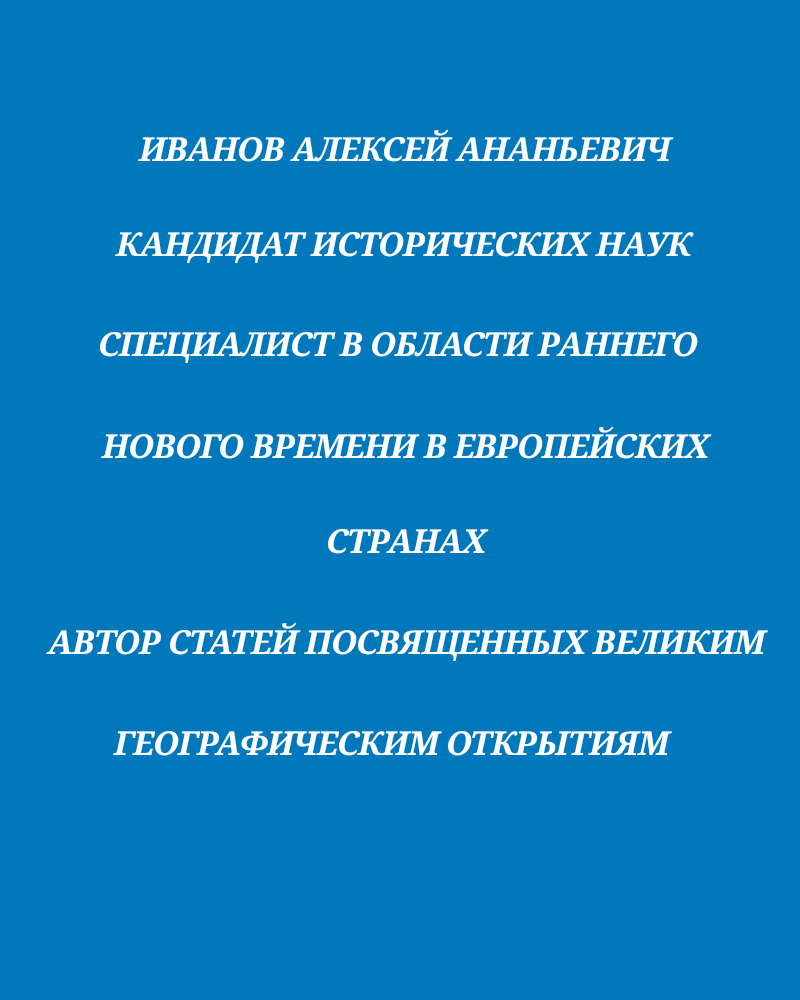 ИВАНОВ АЛЕКСЕЙ АНАНЬЕВИЧ
КАНДИДАТ ИСТОРИЧЕСКИХ НАУК
СПЕЦИАЛИСТ В ОБЛАСТИ РАННЕГО
НОВОГО ВРЕМЕНИ В ЕВРОПЕЙСКИХ
СТРАНАХ
АВТОР СТАТЕЙ ПОСВЯЩЕННЫХ ВЕЛИКИМ
ГЕОГРАФИЧЕСКИМ ОТКРЫТИЯМ